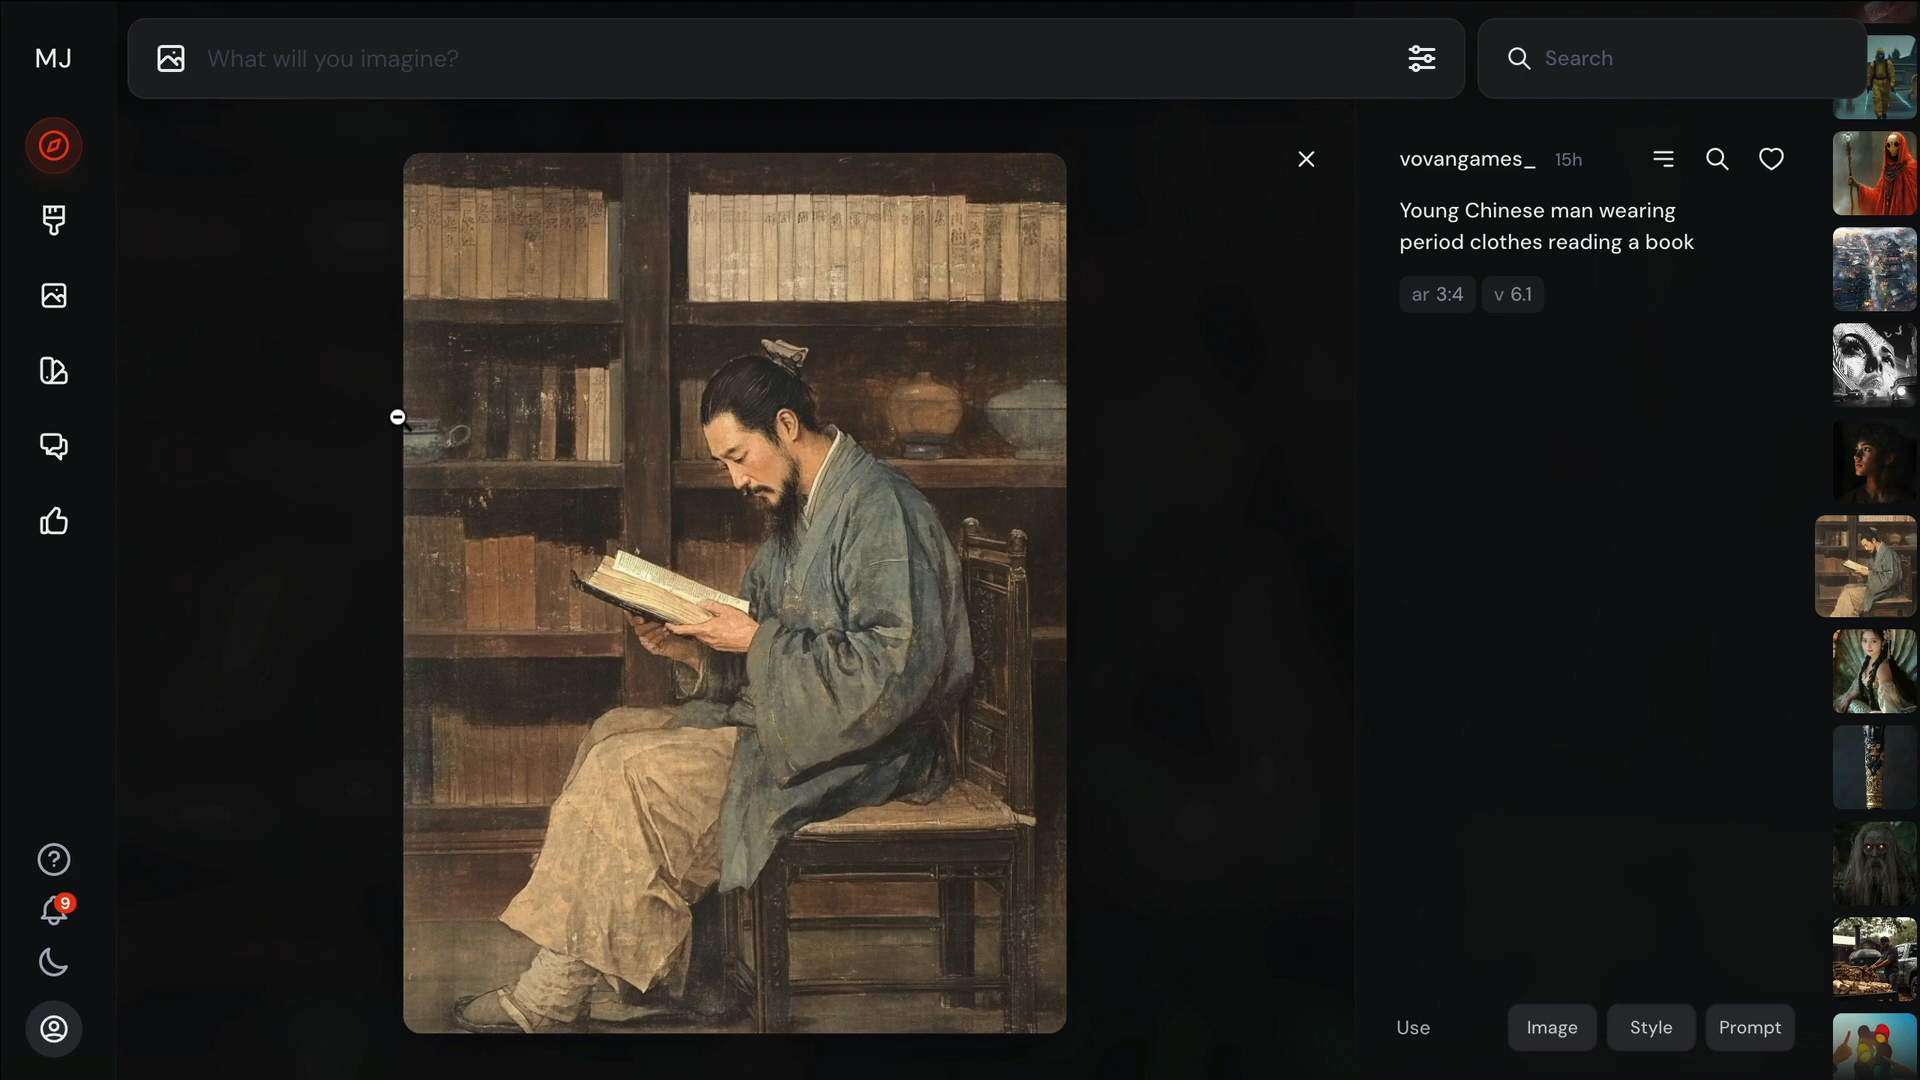 MJ
What will you imagine?
Search
vovangames_ 15h
Young Chinese man wearing
period clothes reading a book
ar 3:4 v 6.1
9
Use Image Style Prompt